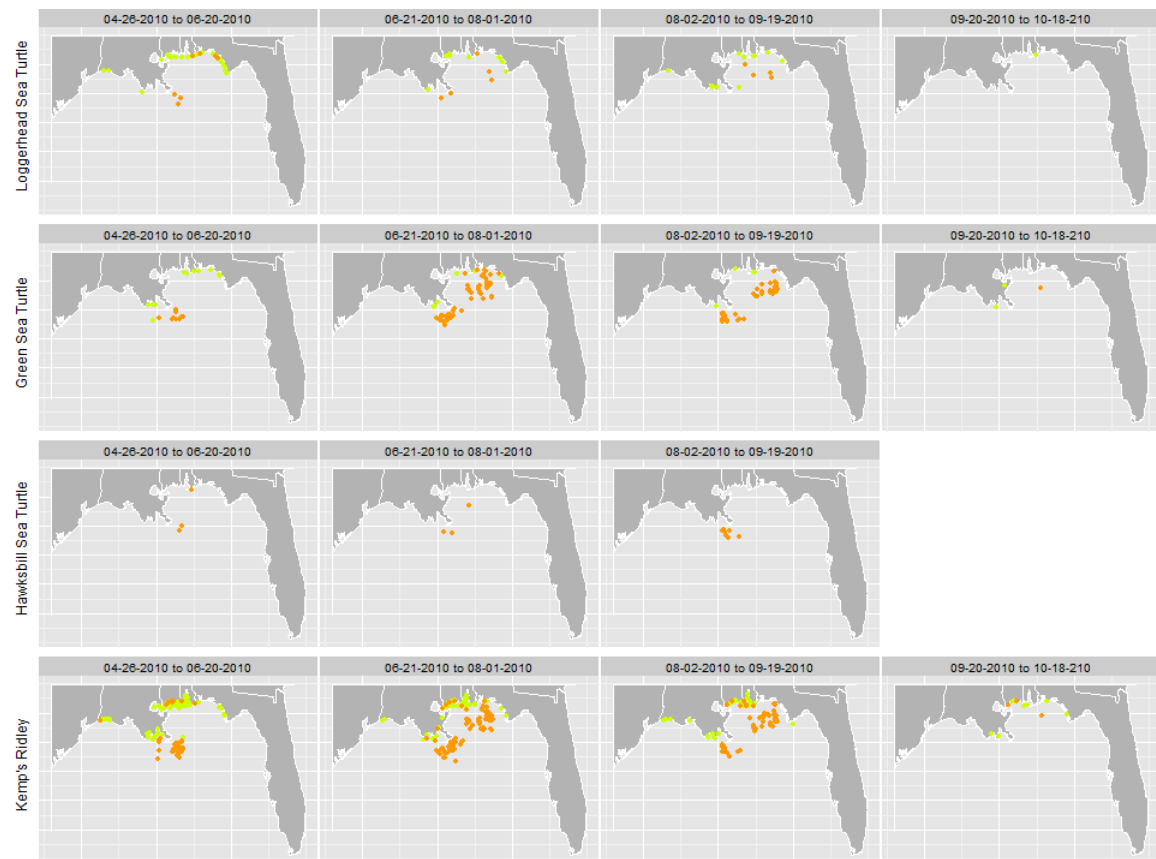 04-26-2010 to 06-20-2010 06-21-2010 to 08-01-2010 08-02-2010 to 09-19-2010 09-20-2010 to 10-18-210
Loggerhead Sea Turtle
04-26-2010 to 06-20-2010 06-21-2010 to 08-01-2010 08-02-2010 to 09-19-2010 09-20-2010 to 10-18-210
Green Sea Turtle
04-26-2010 to 06-20-2010 06-21-2010 to 08-01-2010 08-02-2010 to 09-19-2010
Hawksbill Sea Turtle
04-26-2010 to 06-20-2010 06-21-2010 to 08-01-2010 08-02-2010 to 09-19-2010 09-20-2010 to 10-18-210
Kemp's Ridley